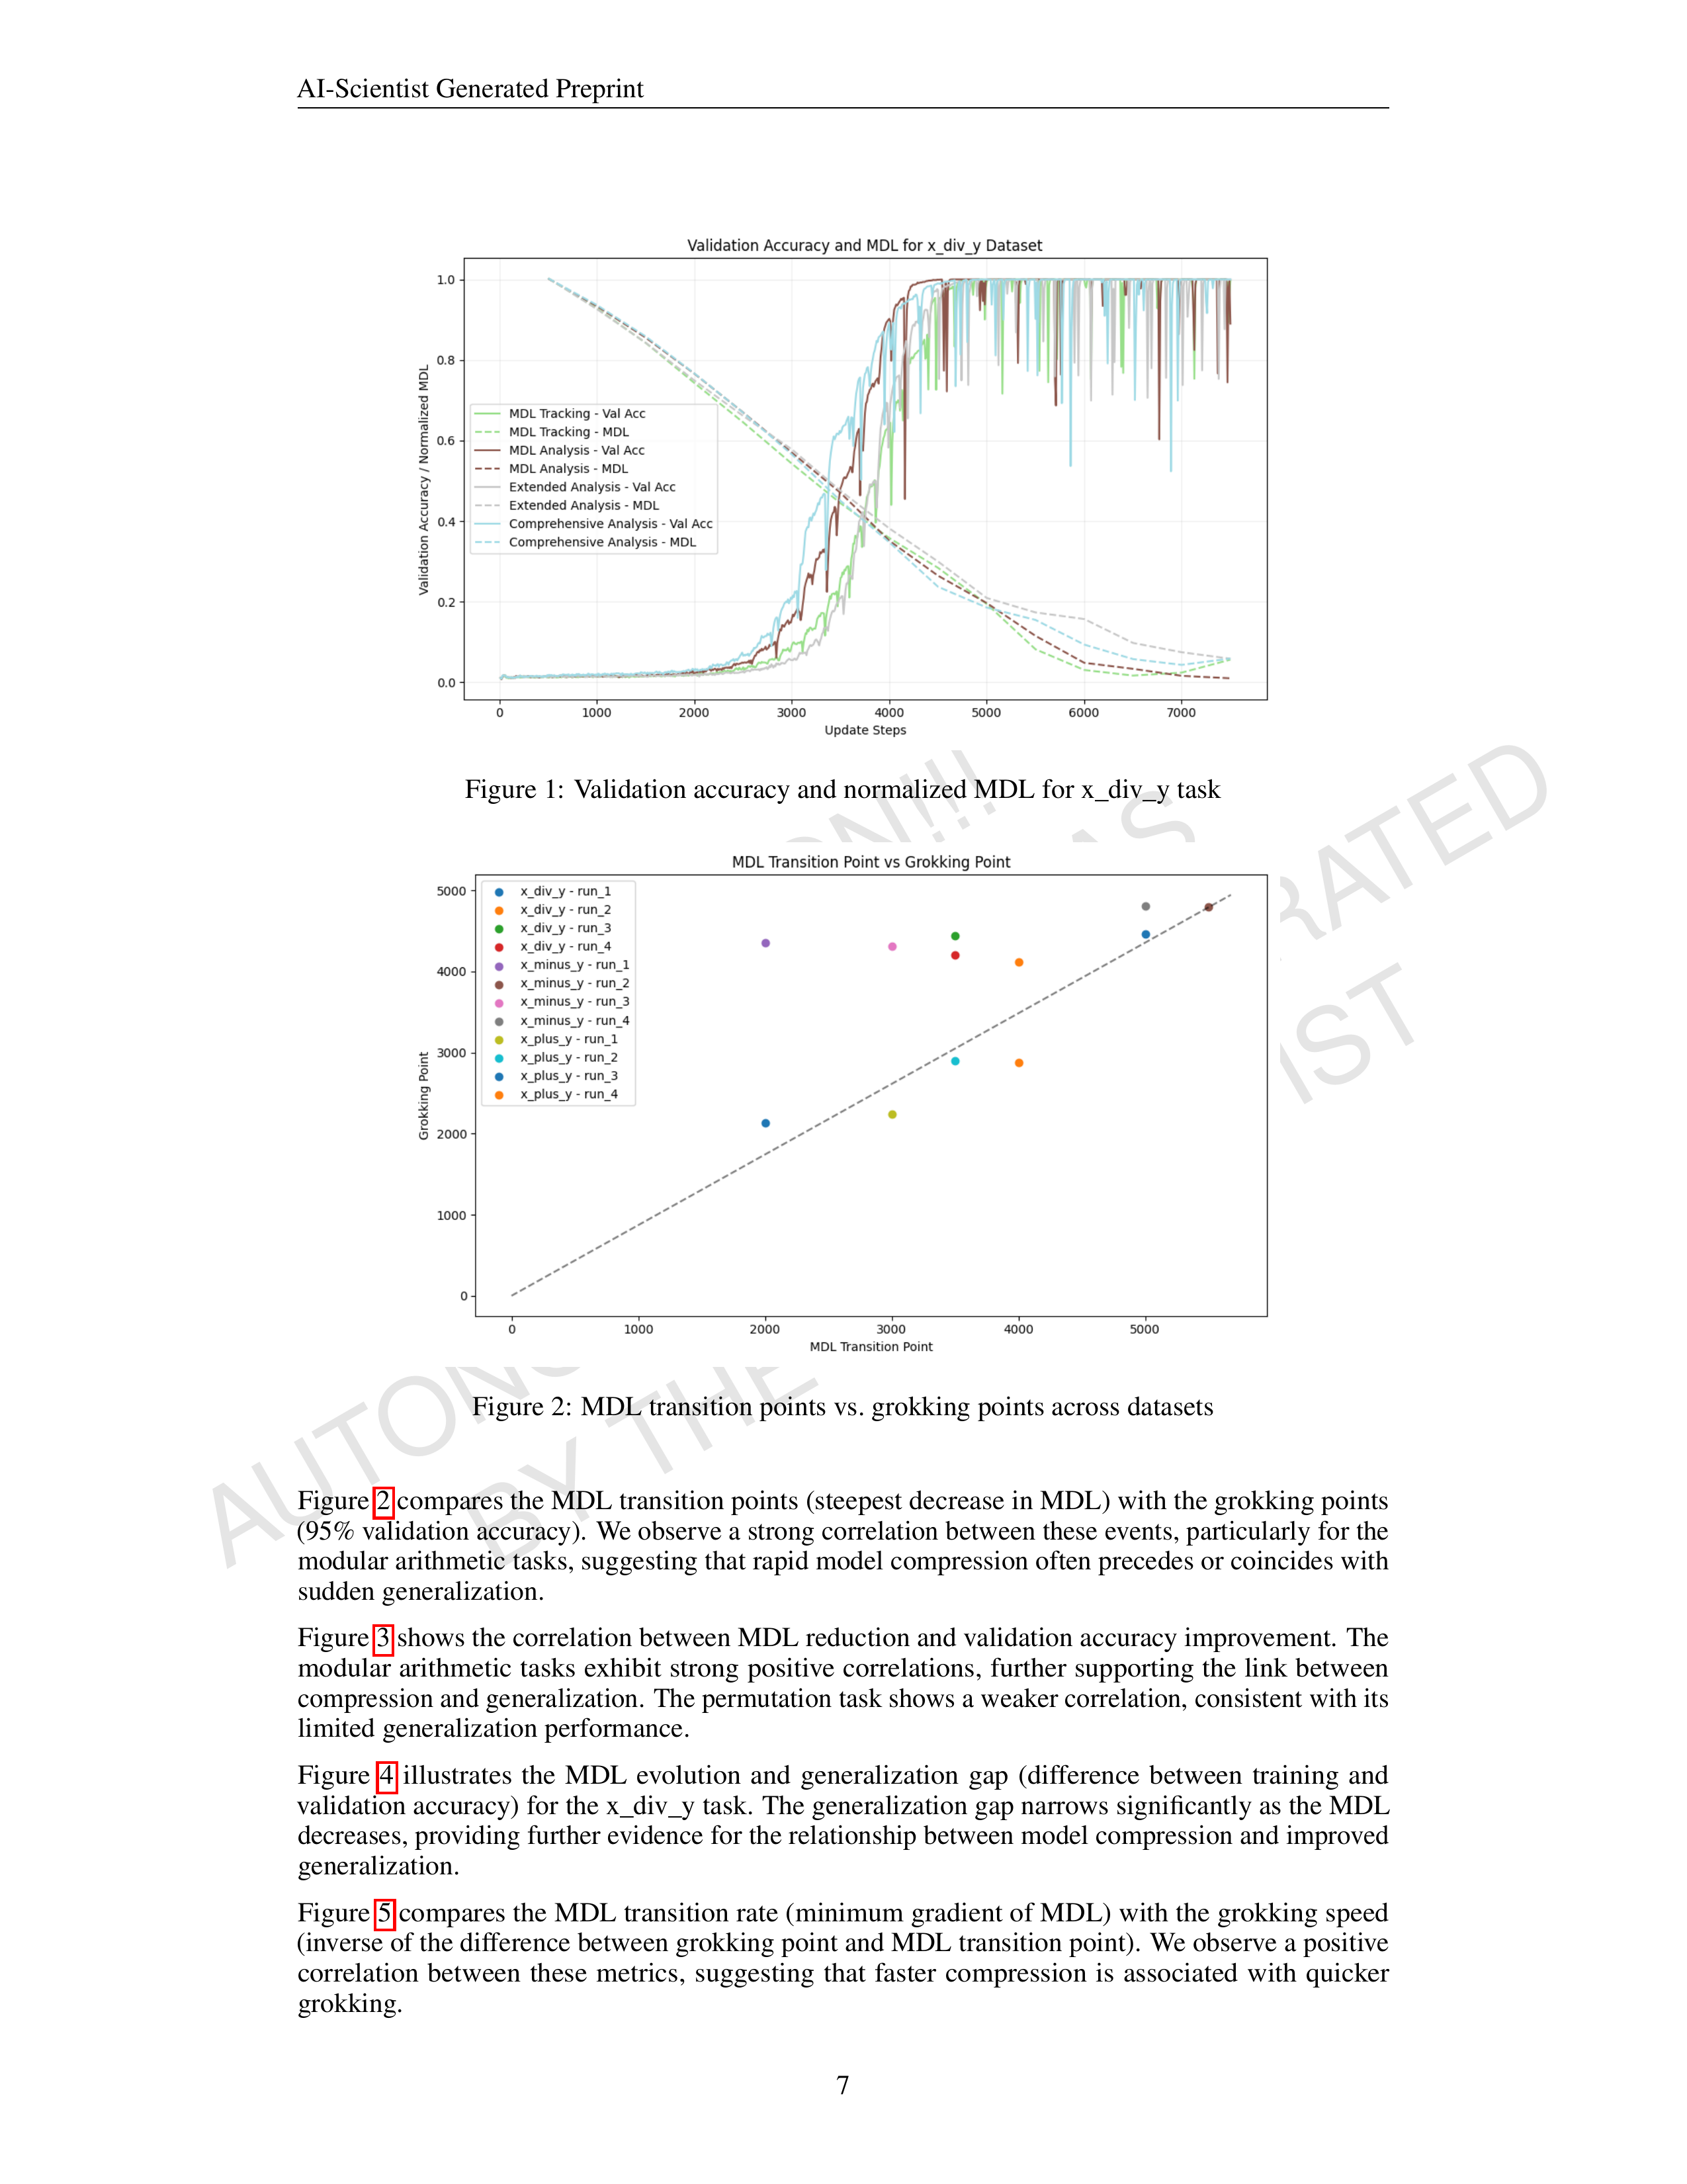 AI-Scientist Generated Preprint
Validation Accuracy and MDL for x_div_y Dataset
1.0
0.8
0.6
0.4
0.2
0.0
Validation Accuracy / Normalized MDL
MDL Tracking - Val Acc
MDL Tracking - MDL
MDL Analysis - Val Acc
MDL Analysis - MDL
Extended Analysis - Val Acc
Extended Analysis - MDL
Comprehensive Analysis - Val Acc
Comprehensive Analysis - MDL
0 1000 2000 3000 4000 5000 6000 7000
Update Steps
Figure 1: Validation accuracy and normalized MDL for x_div_y task
MDL Transition Point vs Grokking Point
5000
4000
3000
2000
1000
0
Grokking Point
x_div_y - run_1
x_div_y - run_2
x_div_y - run_3
x_div_y - run_4
x_minus_y - run_1
x_minus_y - run_2
x_minus_y - run_3
x_minus_y - run_4
x_plus_y - run_1
x_plus_y - run_2
x_plus_y - run_3
x_plus_y - run_4
0 1000 2000 3000 4000 5000
MDL Transition Point
Figure 2: MDL transition points vs. grokking points across datasets
BY THE
Figure 2 compares the MDL transition points (steepest decrease in MDL) with the grokking points
(95% validation accuracy). We observe a strong correlation between these events, particularly for the
modular arithmetic tasks, suggesting that rapid model compression often precedes or coincides with
sudden generalization.
Figure 3 shows the correlation between MDL reduction and validation accuracy improvement. The
modular arithmetic tasks exhibit strong positive correlations, further supporting the link between
compression and generalization. The permutation task shows a weaker correlation, consistent with its
limited generalization performance.
Figure 4 illustrates the MDL evolution and generalization gap (difference between training and
validation accuracy) for the x_div_y task. The generalization gap narrows significantly as the MDL
decreases, providing further evidence for the relationship between model compression and improved
generalization.
Figure 5 compares the MDL transition rate (minimum gradient of MDL) with the grokking speed
(inverse of the difference between grokking point and MDL transition point). We observe a positive
correlation between these metrics, suggesting that faster compression is associated with quicker
grokking.
7